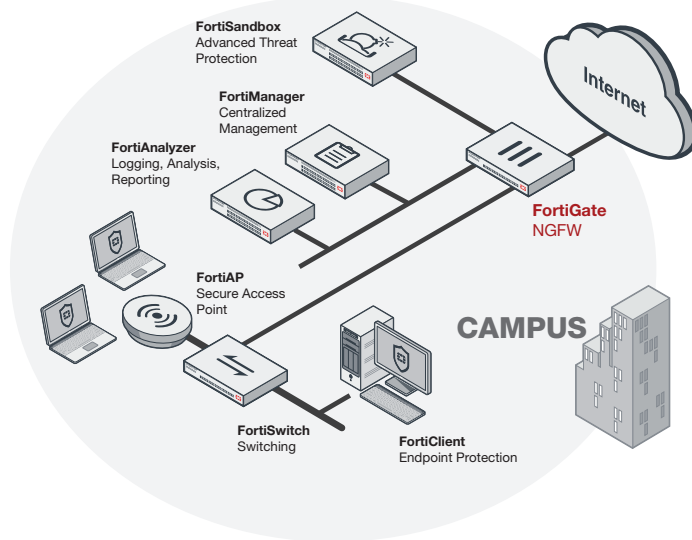 FortiSandbox
Advanced Threat
Protection
Internet
FortiManager
Centralized
Management
FortiAnalyzer
Logging, Analysis,
Reporting
FortiGate
NGFW
FortiAP
Secure Access
Point
CAMPUS
FortiSwitch
Switching
FortiClient
Endpoint Protection